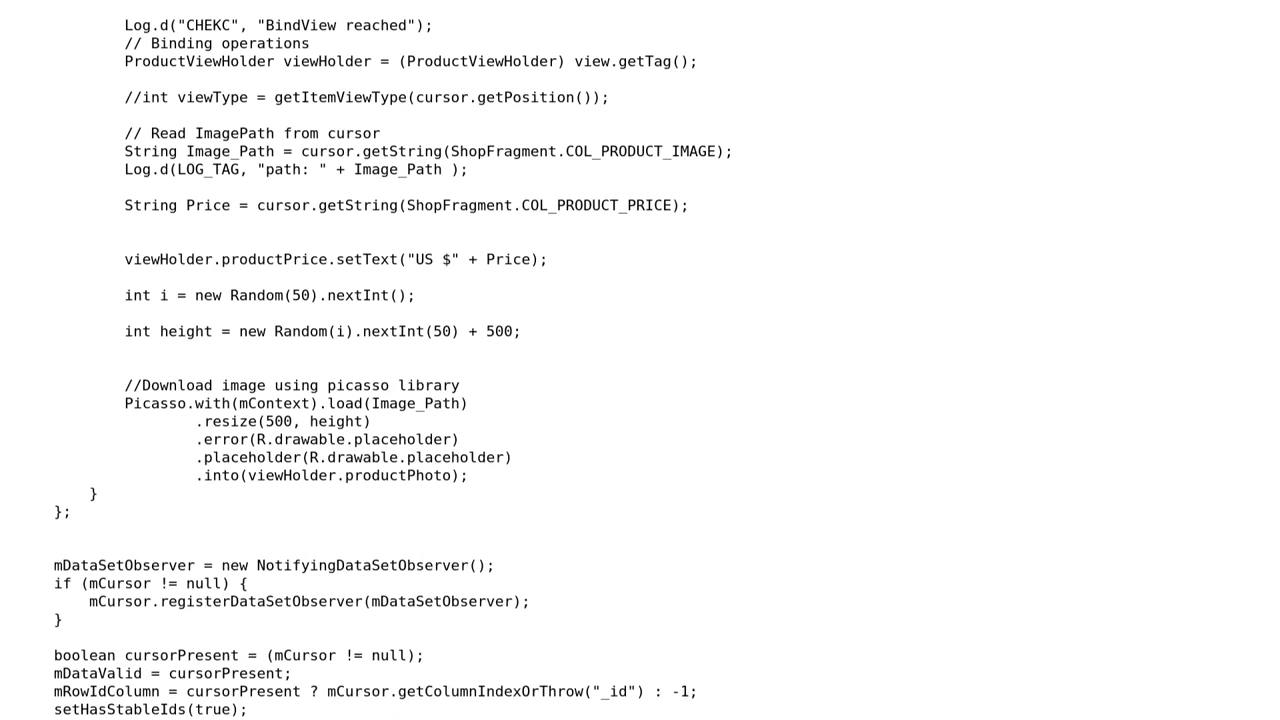 Log.d("CHEKC", "BindView reached");
// Binding operations
ProductViewHolder viewHolder = (ProductViewHolder) view.getTag();
//int viewType = getItemViewType(cursor.getPosition());
// Read ImagePath from cursor
String Image_Path = cursor.getString(ShopFragment.COL_PRODUCT_IMAGE);
Log.d(LOG_TAG, "path: " + Image_Path );
String Price = cursor.getString(ShopFragment.COL_PRODUCT_PRICE);
viewHolder.productPrice.setText("US $" + Price);
int i = new Random(50).nextInt();
int height = new Random(i).nextInt(50) + 500;
//Download image using picasso library
Picasso.with(mContext).load(Image_Path)
.resize(500, height)
.error(R.drawable.placeholder)
.placeholder(R.drawable.placeholder)
.into(viewHolder.productPhoto);
}
};
mDataSetObserver = new NotifyingDataSetObserver();
if (mCursor != null) {
mCursor.registerDataSetObserver(mDataSetObserver);
}
boolean cursorPresent = (mCursor != null);
mDataValid = cursorPresent;
mRowIdColumn = cursorPresent ? mCursor.getColumnIndexOrThrow("_id") : -1;
setHasStableIds(true);